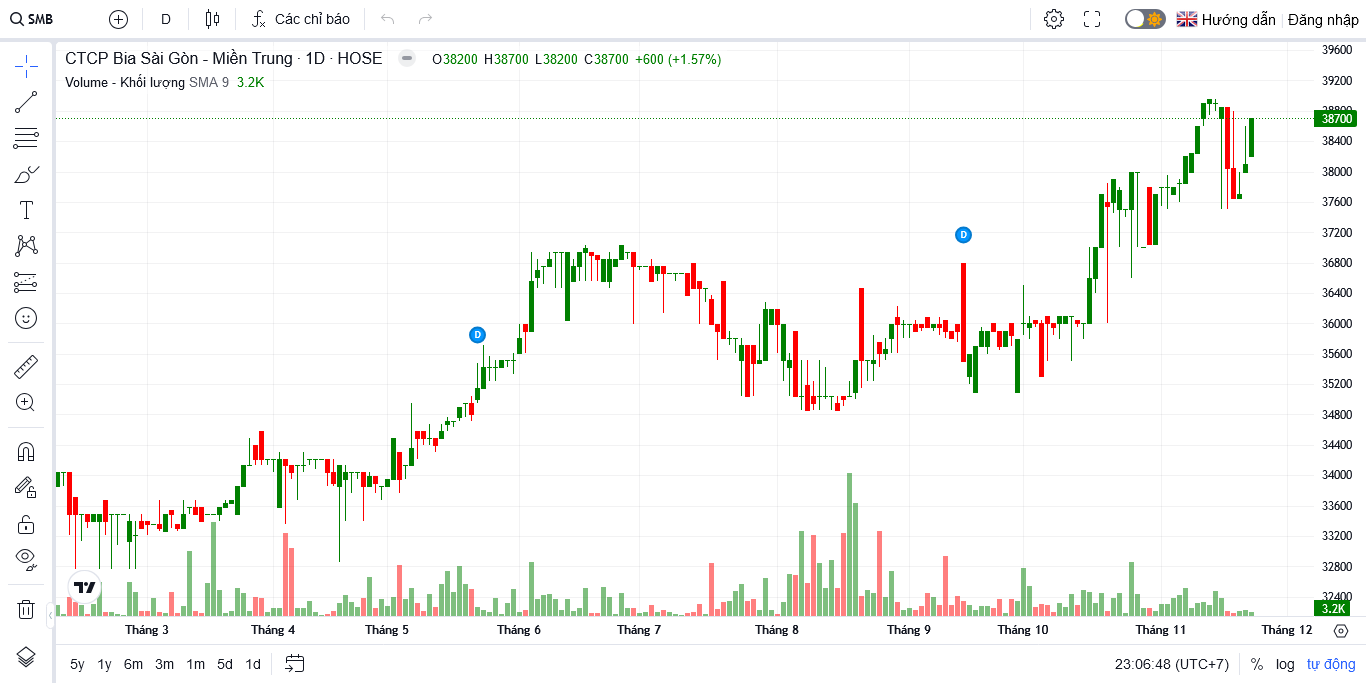 SMB D Các chỉ báo Hướng dẫn Đăng nhập
CTCP Bia Sài Gòn - Miền Trung · 1D · HOSE O38200 H38700 L38200 C38700 +600 (+1.57%)
Volume - Khối lượng SMA 9 3.2K
39600
39200
38800
38700
38400
38000
37600
37200
36800
36400
36000
35600
35200
34800
34400
34000
33600
33200
32800
32400
3.2K
D
D
Tháng 3 Tháng 4 Tháng 5 Tháng 6 Tháng 7 Tháng 8 Tháng 9 Tháng 10 Tháng 11 Tháng 12
5y 1y 6m 3m 1m 5d 1d 23:06:48 (UTC+7) % log tự động